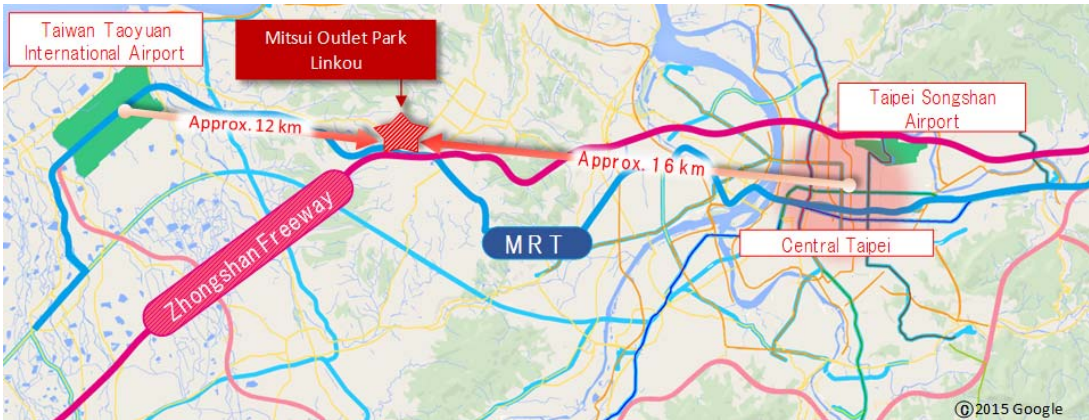 Taiwan Taoyuan
International Airport
Mitsui Outlet Park
Linkou
Approx. 12 km
Taipei Songshan
Airport
Approx. 16 km
Zhongshan Freeway
MRT
Central Taipei
©2015 Google